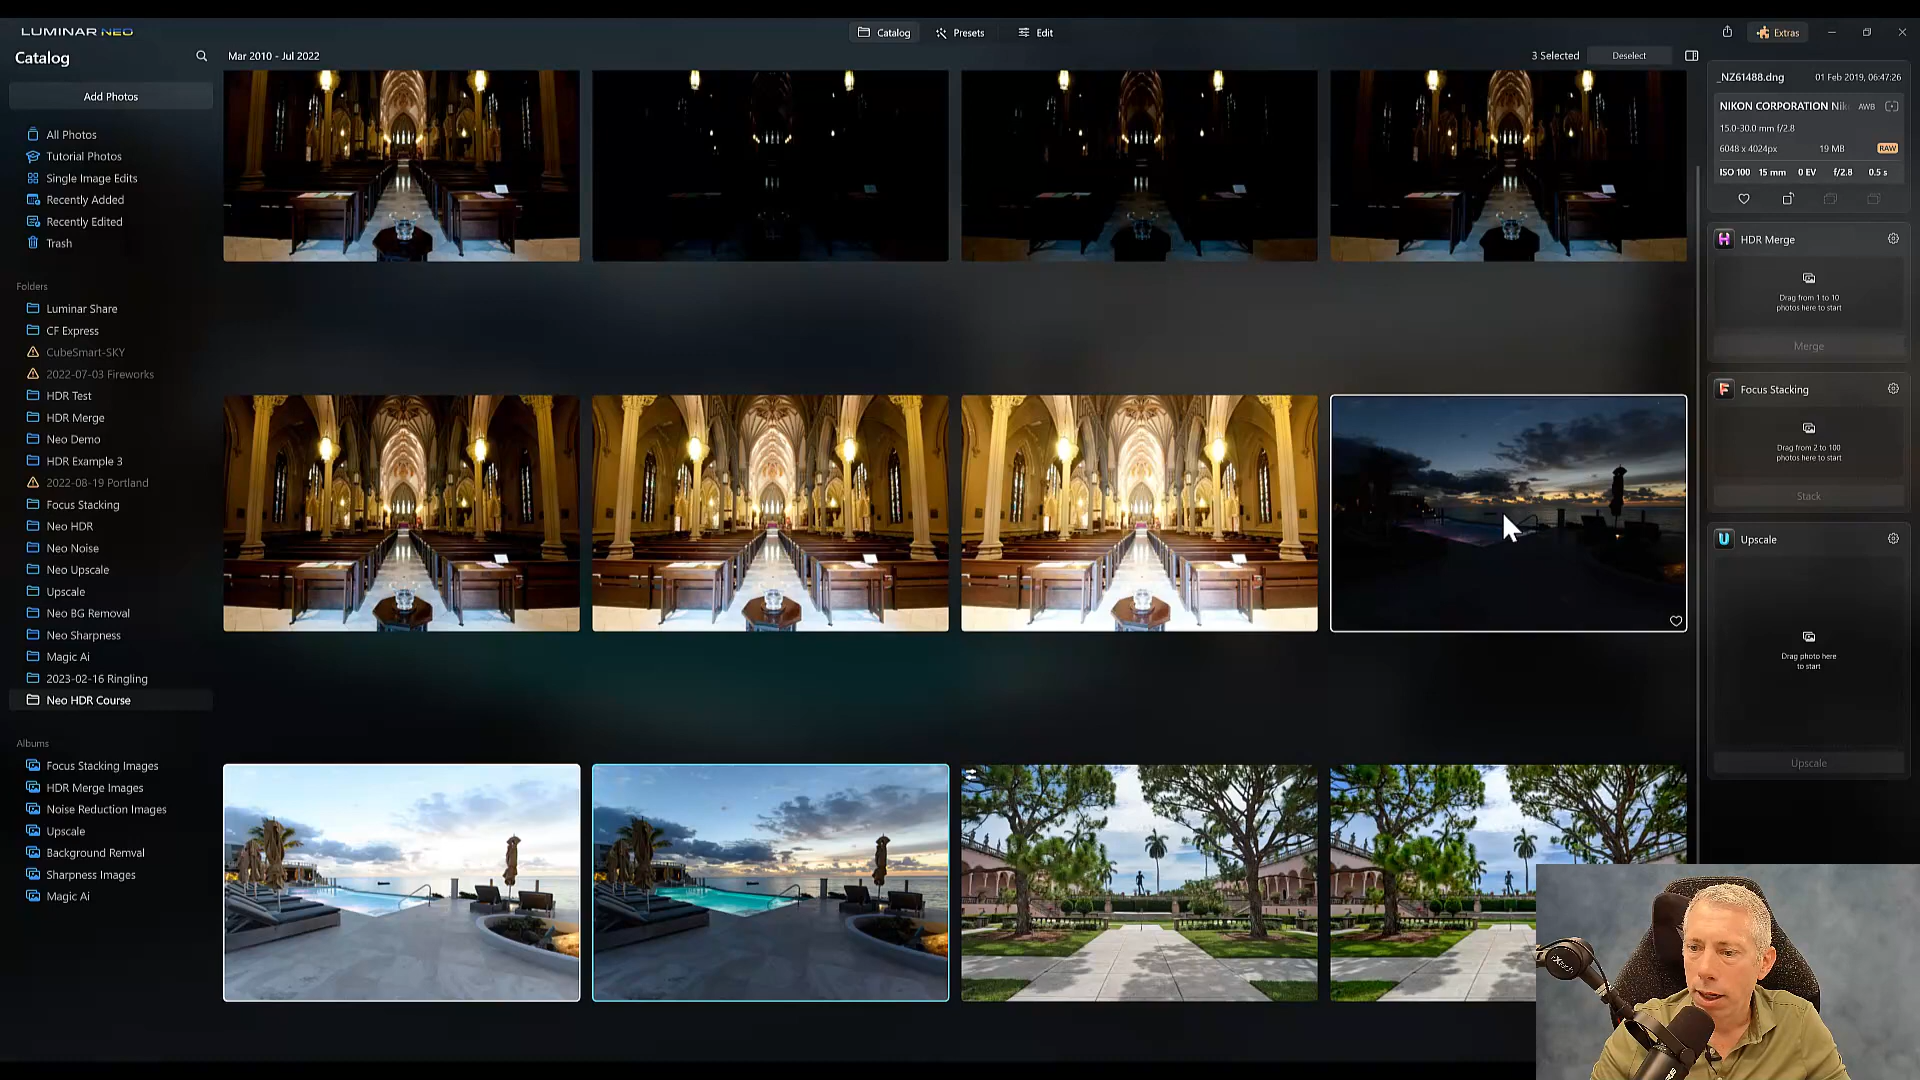 LUMINAR NEO
Catalog
Presets
Edit
Extras
Catalog
Mar 2010 - Jul 2022
3 Selected
Deselect
Add Photos
All Photos
Tutorial Photos
Single Image Edits
Recently Added
Recently Edited
Trash
Folders
Luminar Share
CF Express
CubeSmart-SKY
2022-07-03 Fireworks
HDR Test
HDR Merge
Neo Demo
HDR Example 3
2022-08-19 Portland
Focus Stacking
Neo HDR
Neo Noise
Neo Upscale
Upscale
Neo BG Removal
Neo Sharpness
Magic Ai
2023-02-16 Ringling
Neo HDR Course
Albums
Focus Stacking Images
HDR Merge Images
Noise Reduction Images
Upscale
Background Remval
Sharpness Images
Magic Ai
_NZ61488.dng
01 Feb 2019, 06:47:26
NIKON CORPORATION Nik
AWB
15.0-30.0 mm f/2.8
6048 x 4024px
19 MB
RAW
ISO 100
15 mm
0 EV
f/2.8
0.5 s
HDR Merge
Drag from 1 to 10
photos here to start
Merge
Focus Stacking
Drag from 2 to 100
photos here to start
Stack
Upscale
Drag photo here
to start
Upscale